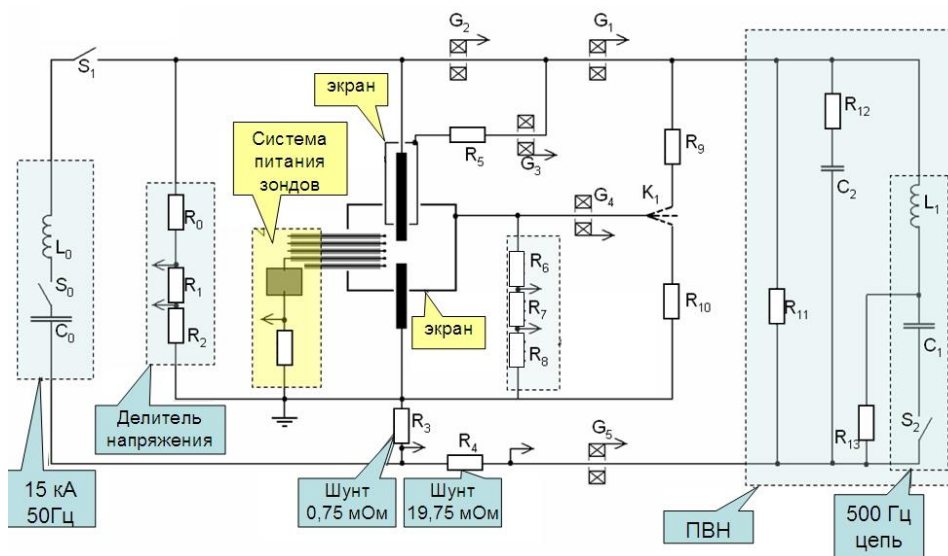 G₂
G₁
S₁
экран
R₁₂
Система
питания
зондов
R₅
G₃
R₉
C₂
G₄
K₁
L₁
R₀
L₀
R₆
S₀
R₁
R₇
R₁₀
R₁₁
C₀
экран
C₁
R₂
R₈
Делитель
напряжения
R₃
G₅
S₂
R₄
R₁₃
15 кА
50Гц
Шунт
0,75 мОм
Шунт
19,75 мОм
ПВН
500 Гц
цепь